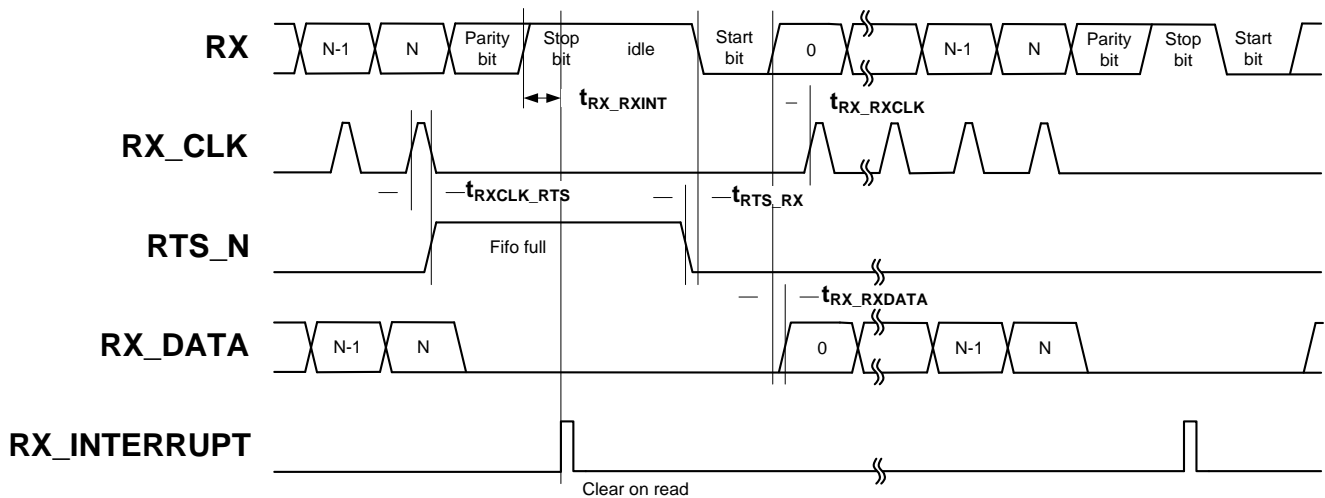 RX
N-1
N
Parity
bit
Stop
bit
idle
Start
bit
0
N-1
N
Parity
bit
Stop
bit
Start
bit
tRX_RXINT
tRX_RXCLK
RX_CLK
tRXCLK_RTS
tRTS_RX
RTS_N
Fifo full
tRX_RXDATA
RX_DATA
N-1
N
0
N-1
N
RX_INTERRUPT
Clear on read